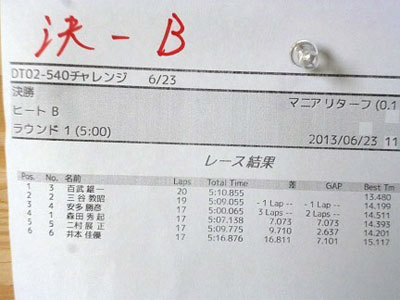 決 - B
DT02-540チャレンジ 6/23
決勝 マニアリターフ (0.1
ヒート B
ラウンド 1 (5:00) 2013/06/23 11
レース結果
Pos. No. 名前 Laps Total Time 差 GAP Best Tm
1 3 百武 雄一 20 5:10.855 13.480
2 2 三谷 教昭 19 5:09.055 - 1 Lap -- - 1 Lap -- 14.199
3 4 安多 勝彦 17 5:00.065 3 Laps -- 2 Laps -- 14.511
4 1 森田 秀起 17 5:07.138 7.073 7.073 14.393
5 5 二村 展正 17 5:09.775 9.710 2.637 14.201
6 6 井本 佳優 17 5:16.876 16.811 7.101 15.117